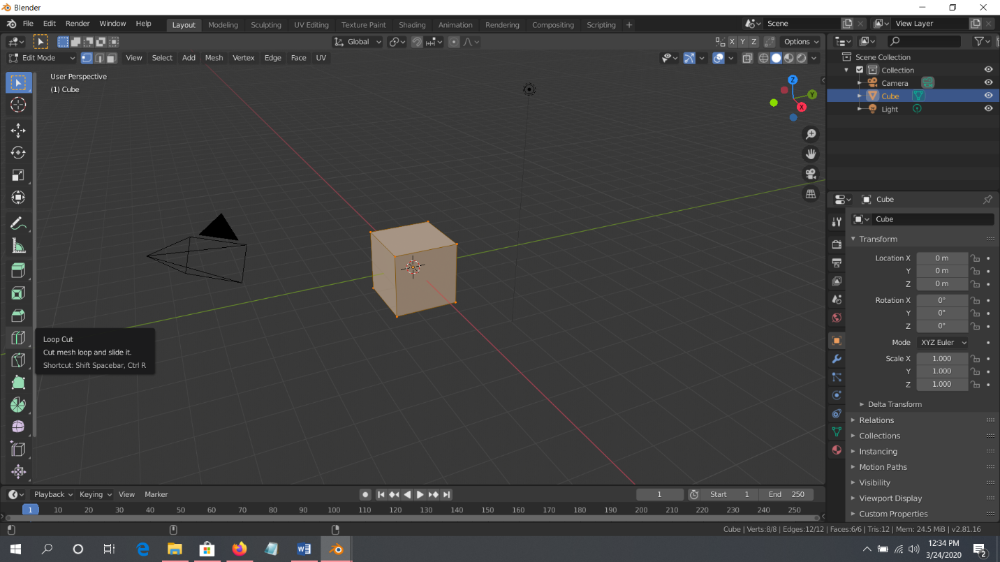 Blender
File Edit Render Window Help Layout Modeling Sculpting UV Editing Texture Paint Shading Animation Rendering Compositing Scripting + Scene View Layer
Global X Y Z Options
Edit Mode View Select Add Mesh Vertex Edge Face UV
User Perspective
(1) Cube
Z
Y
X
Scene Collection
Collection
Camera
Cube
Light
Cube
Cube
Transform
Location X 0 m
Y 0 m
Z 0 m
Rotation X 0°
Y 0°
Z 0°
Mode XYZ Euler
Scale X 1.000
Y 1.000
Z 1.000
Delta Transform
Relations
Collections
Instancing
Motion Paths
Visibility
Viewport Display
Custom Properties
Loop Cut
Cut mesh loop and slide it.
Shortcut: Shift Spacebar, Ctrl R
Playback Keying View Marker 1 Start 1 End 250
1 10 20 30 40 50 60 70 80 90 100 110 120 130 140 150 160 170 180 190 200 210 220 230 240 250
Cube | Verts:8/8 | Edges:12/12 | Faces:6/6 | Tris:12 | Mem: 24.5 MiB | v2.81.16
12:34 PM
3/24/2020
2